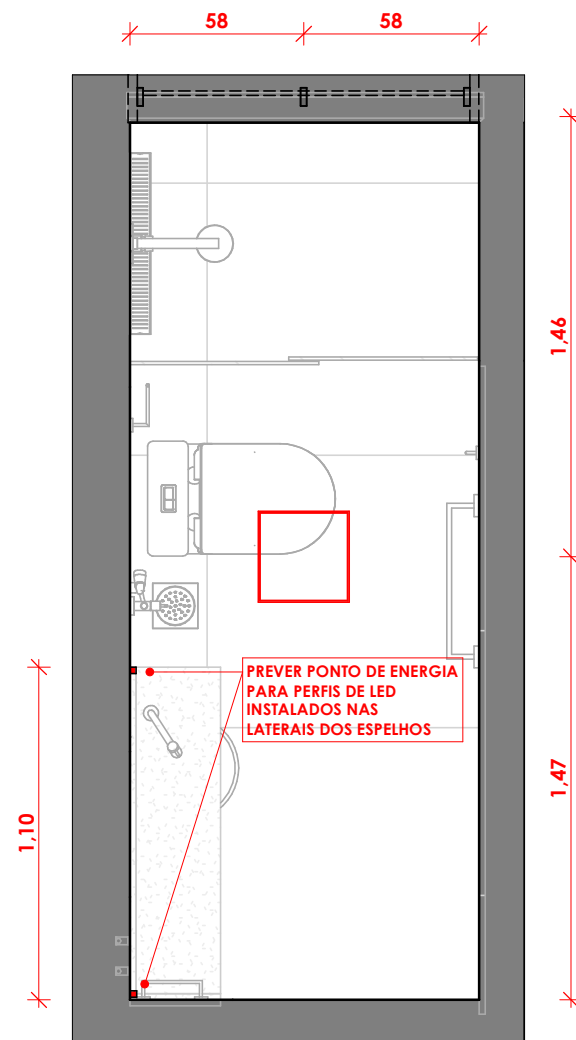 58
58
1,46
PREVER PONTO DE ENERGIA
PARA PERFIS DE LED
INSTALADOS NAS
LATERAIS DOS ESPELHOS
1,47
1,10